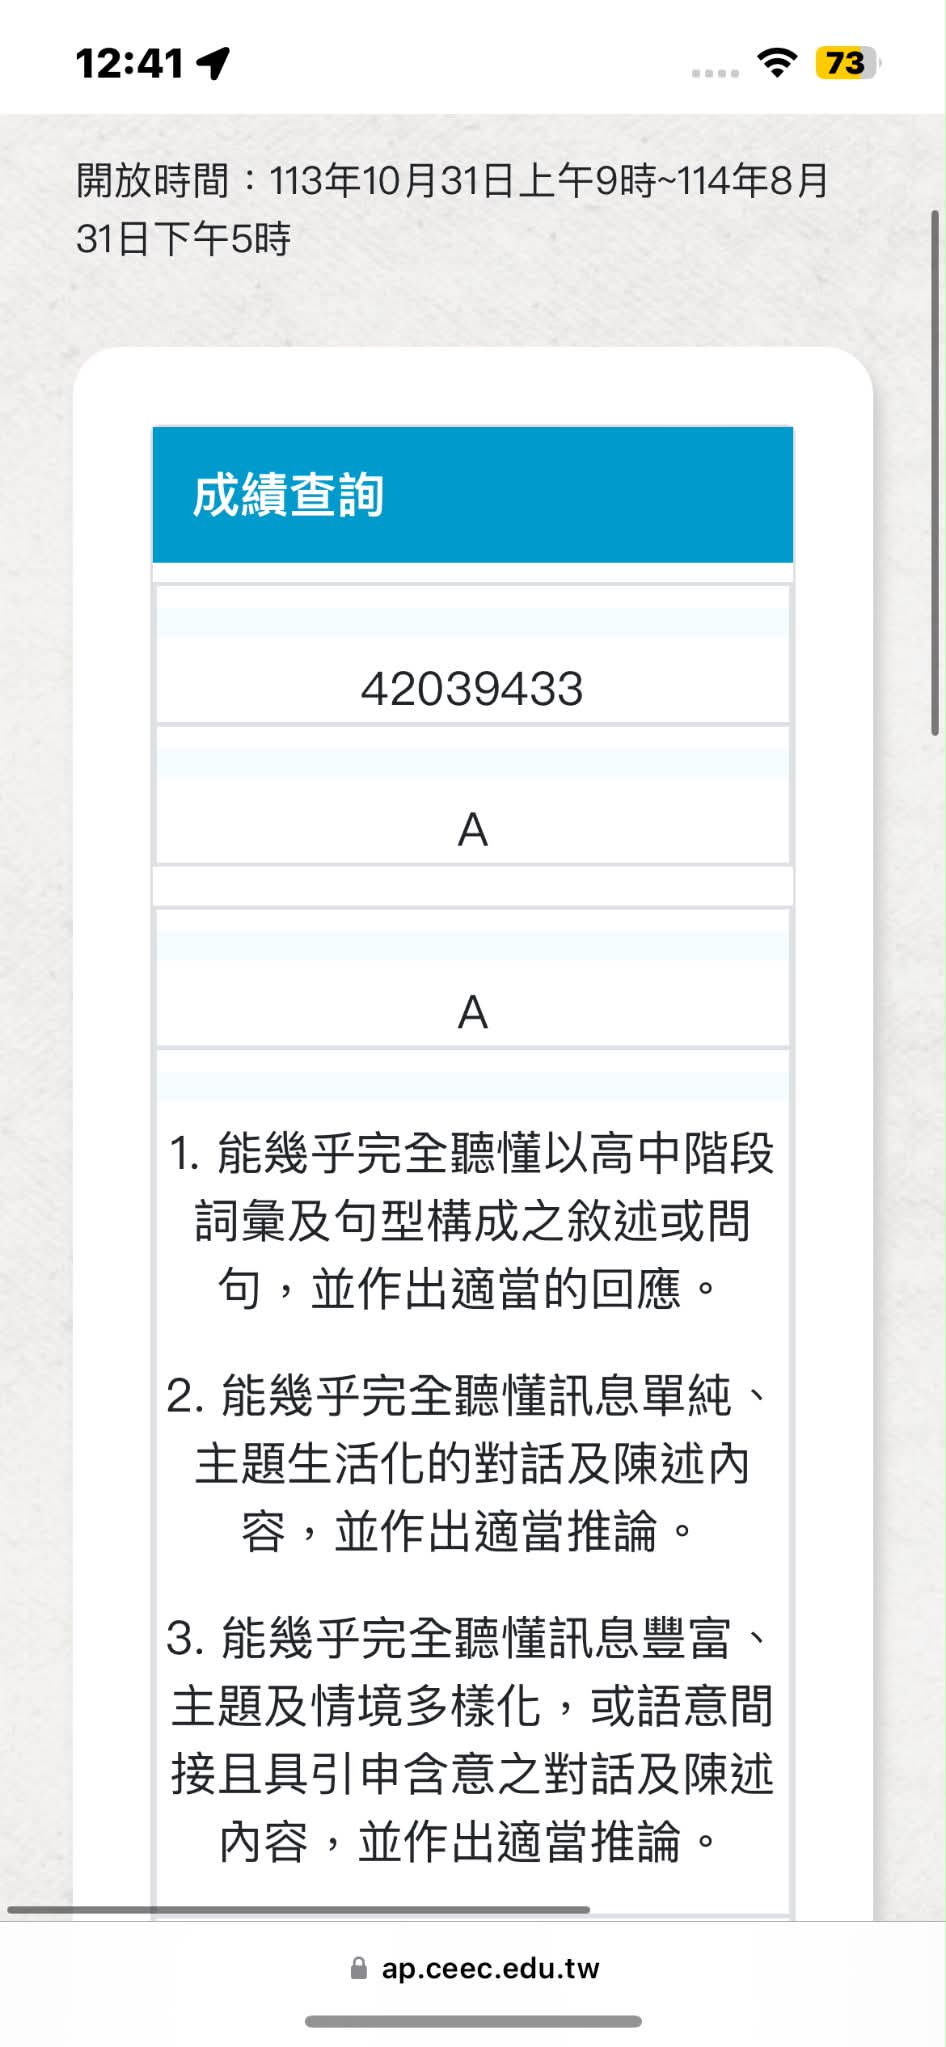 12:41
73
開放時間：113年10月31日上午9時~114年8月
31日下午5時
成績查詢
42039433
A
A
1. 能幾乎完全聽懂以高中階段
詞彙及句型構成之敘述或問
句，並作出適當的回應。
2. 能幾乎完全聽懂訊息單純、
主題生活化的對話及陳述內
容，並作出適當推論。
3. 能幾乎完全聽懂訊息豐富、
主題及情境多樣化，或語意間
接且具引申含意之對話及陳述
內容，並作出適當推論。
ap.ceec.edu.tw